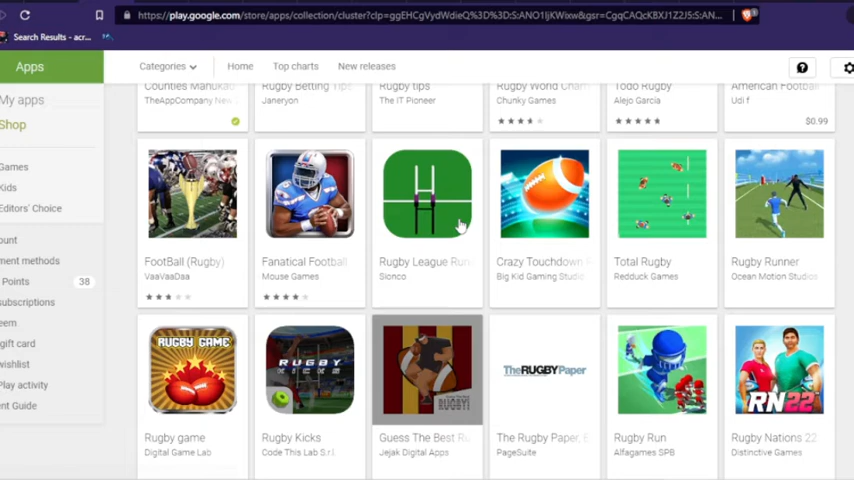 https://play.google.com/store/apps/collection/cluster?clp=ggEHCgVydWdieQ%3D%3D:S:ANO1ljKWixw&gsr=CgqCAQcKBXJ1Z2J5:S:AN...
Search Results - acr...
Apps
Categories
Home
Top charts
New releases
My apps
Shop
Games
Kids
Editors' Choice
ount
ment methods
Points
38
ubscriptions
eem
gift card
wishlist
Play activity
ent Guide
Counties Manukau
Rugby Betting Tips
Rugby tips
Rugby World Cham
Todo Rugby
American Football
TheAppCompany New
Janeryon
The IT Pioneer
Chunky Games
Alejo García
Udi f
$0.99
FootBall (Rugby)
Fanatical Football
Rugby League Run
Crazy Touchdown
Total Rugby
Rugby Runner
VaaVaaDaa
Mouse Games
Sionco
Big Kid Gaming Studio
Redduck Games
Ocean Motion Studios
RUGBY GAME
RUGBY
KICKS
RUGBY!
TheRUGBYPaper
RN22
Rugby game
Rugby Kicks
Guess The Best Ru
The Rugby Paper,
Rugby Run
Rugby Nations 22
Digital Game Lab
Code This Lab S.r.l.
Jejak Digital Apps
PageSuite
Alfagames SPB
Distinctive Games